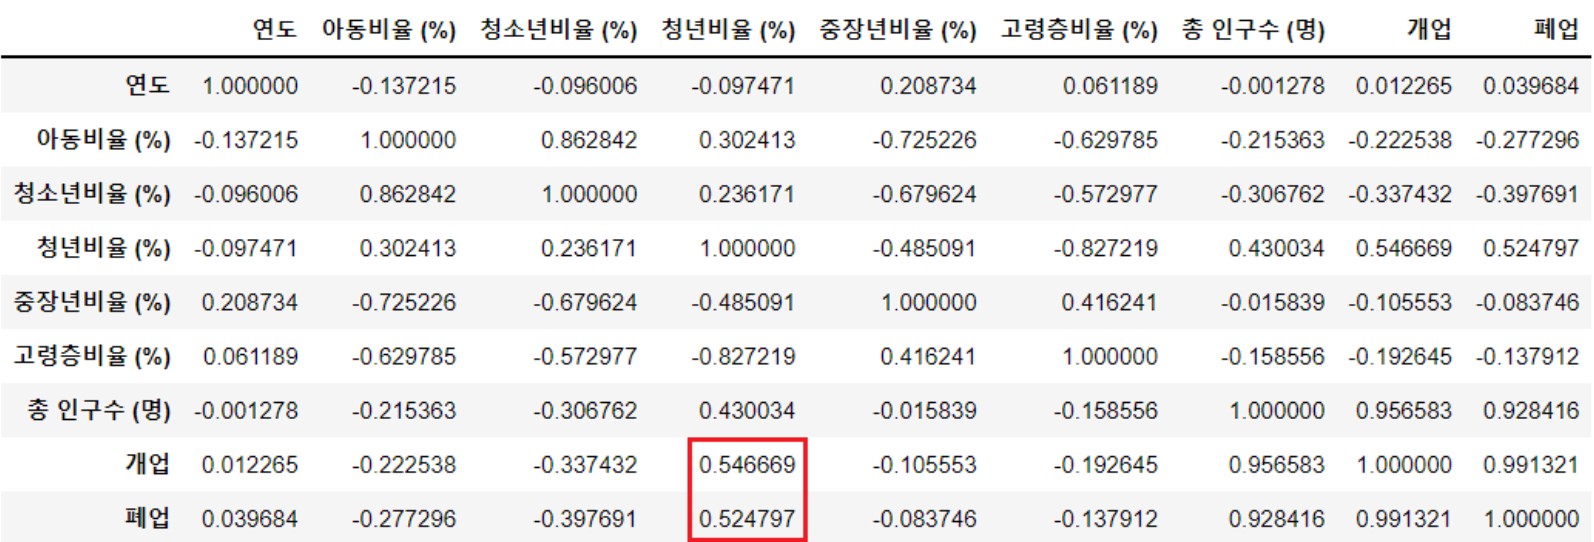 연도 아동비율 (%) 청소년비율 (%) 청년비율 (%) 중장년비율 (%) 고령층비율 (%) 총 인구수 (명) 개업 폐업
연도 1.000000 -0.137215 -0.096006 -0.097471 0.208734 0.061189 -0.001278 0.012265 0.039684
아동비율 (%) -0.137215 1.000000 0.862842 0.302413 -0.725226 -0.629785 -0.215363 -0.222538 -0.277296
청소년비율 (%) -0.096006 0.862842 1.000000 0.236171 -0.679624 -0.572977 -0.306762 -0.337432 -0.397691
청년비율 (%) -0.097471 0.302413 0.236171 1.000000 -0.485091 -0.827219 0.430034 0.546669 0.524797
중장년비율 (%) 0.208734 -0.725226 -0.679624 -0.485091 1.000000 0.416241 -0.015839 -0.105553 -0.083746
고령층비율 (%) 0.061189 -0.629785 -0.572977 -0.827219 0.416241 1.000000 -0.158556 -0.192645 -0.137912
총 인구수 (명) -0.001278 -0.215363 -0.306762 0.430034 -0.015839 -0.158556 1.000000 0.956583 0.928416
개업 0.012265 -0.222538 -0.337432 0.546669 -0.105553 -0.192645 0.956583 1.000000 0.991321
폐업 0.039684 -0.277296 -0.397691 0.524797 -0.083746 -0.137912 0.928416 0.991321 1.000000